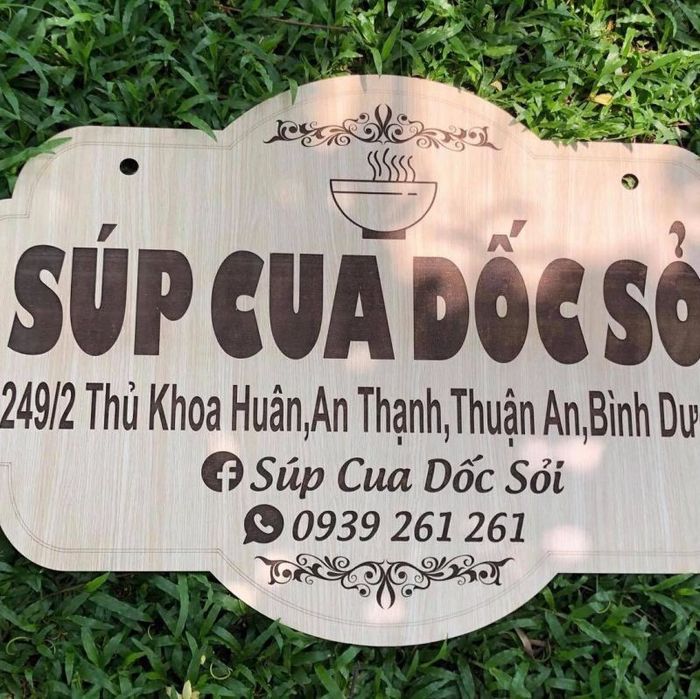 SÚP CUA DỐC SỎ
249/2 Thủ Khoa Huân,An Thạnh,Thuận An,Bình Dư
Súp Cua Dốc Sỏi
0939 261 261